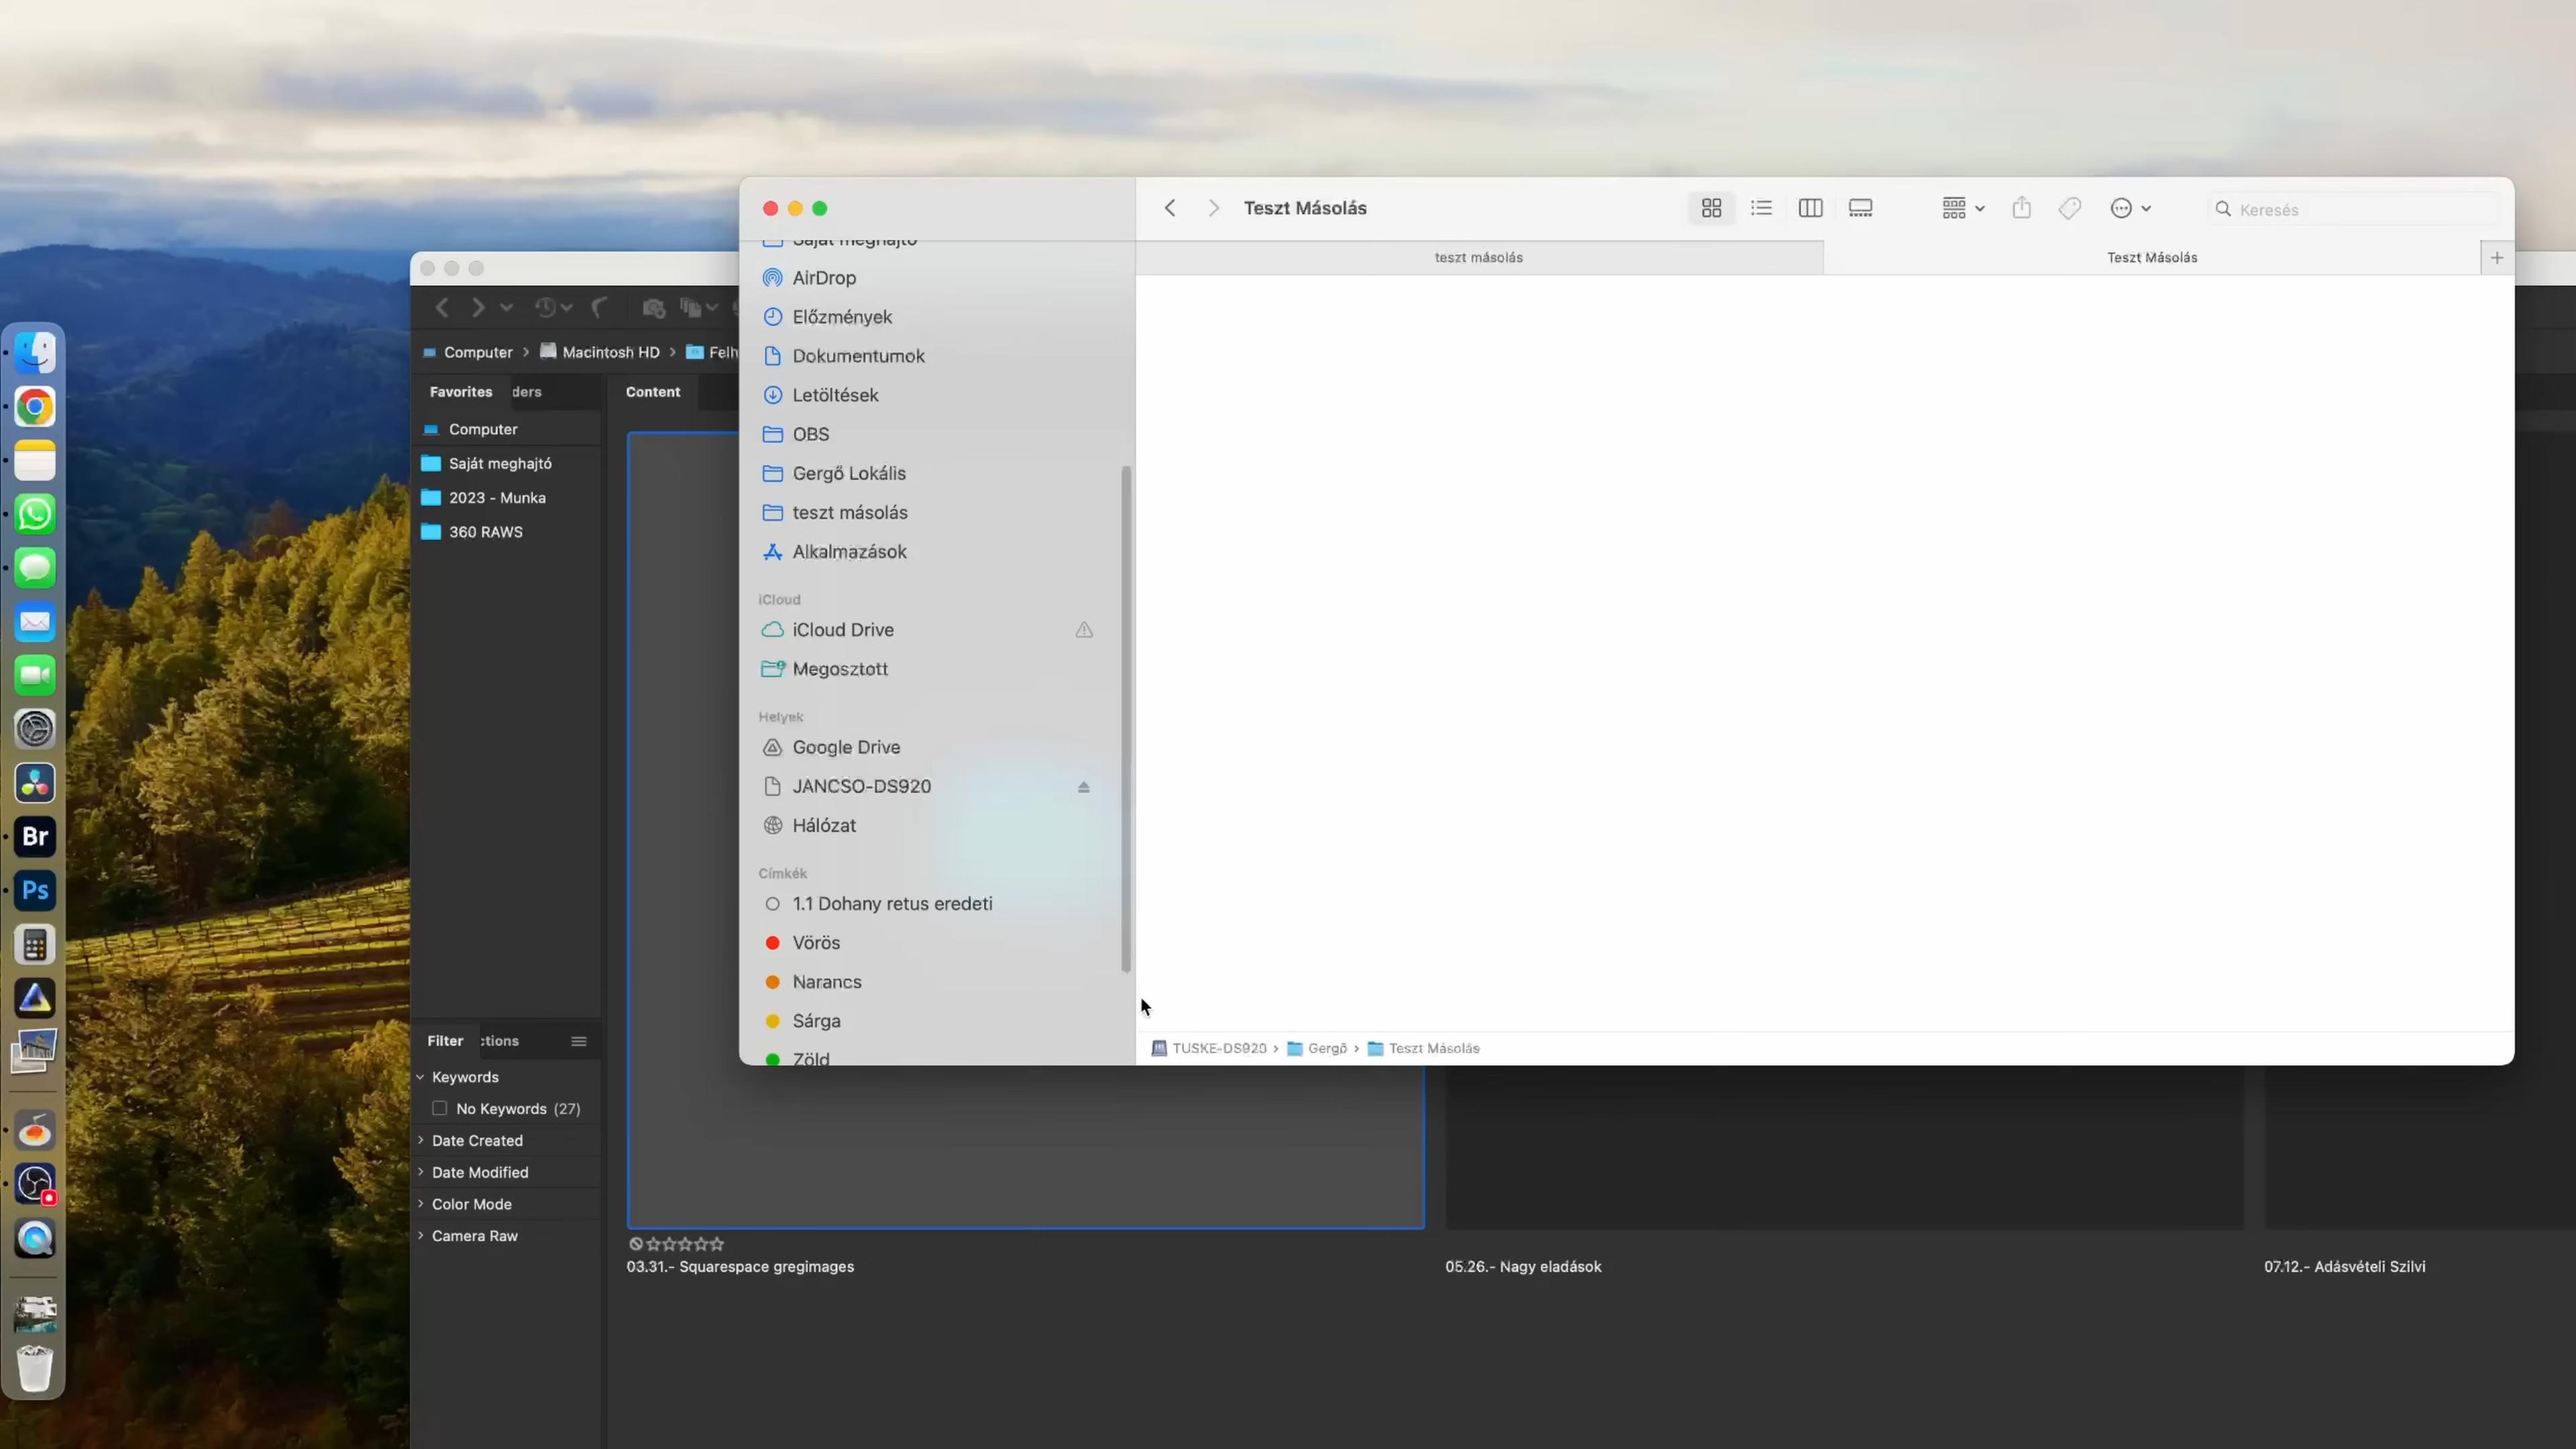 Teszt Másolás
Keresés
teszt másolás
Teszt Másolás
Saját meghajtó
AirDrop
Előzmények
Dokumentumok
Letöltések
OBS
Gergő Lokális
teszt másolás
Alkalmazások
iCloud
iCloud Drive
Megosztott
Helyek
Google Drive
JANCSO-DS920
Hálózat
Címkék
1.1 Dohany retus eredeti
Vörös
Narancs
Sárga
Zöld
TUSKE-DS920 › Gergő › Teszt Másolás
Computer › Macintosh HD › Felh
Favorites ders Content
Computer
Saját meghajtó
2023 - Munka
360 RAWS
Br
Ps
Filter ctions
Keywords
No Keywords (27)
Date Created
Date Modified
Color Mode
Camera Raw
03.31.- Squarespace gregimages
05.26.- Nagy eladások
07.12.- Adásvételi Szilvi